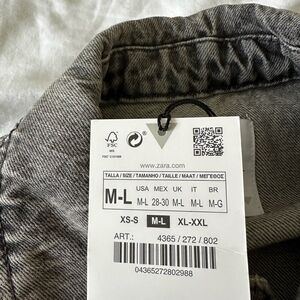 FSC
www.zara.com
TALLA / SIZE / TAMANHO / TAILLE / MAAT / ΜΕΓΕΘΟΣ
M-L
USA MEX UK IT BR
M-L 28-30 M-L M-L M-G
XS-S M-L XL-XXL
ART.: 4365 / 272 / 802
04365272802988